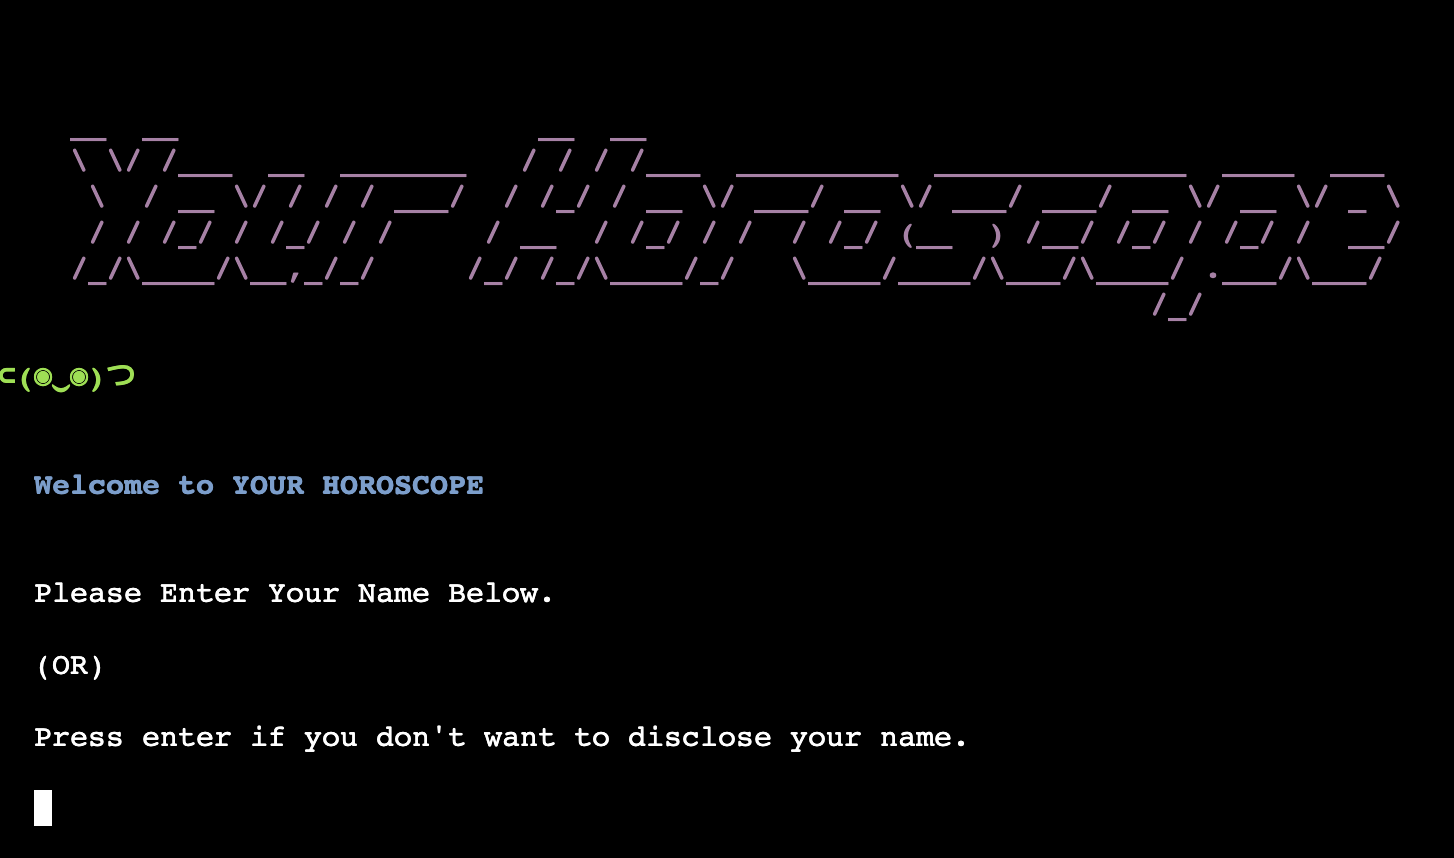 Your Horoscope
⊂(◉‿◉)つ
Welcome to YOUR HOROSCOPE
Please Enter Your Name Below.
(OR)
Press enter if you don't want to disclose your name.